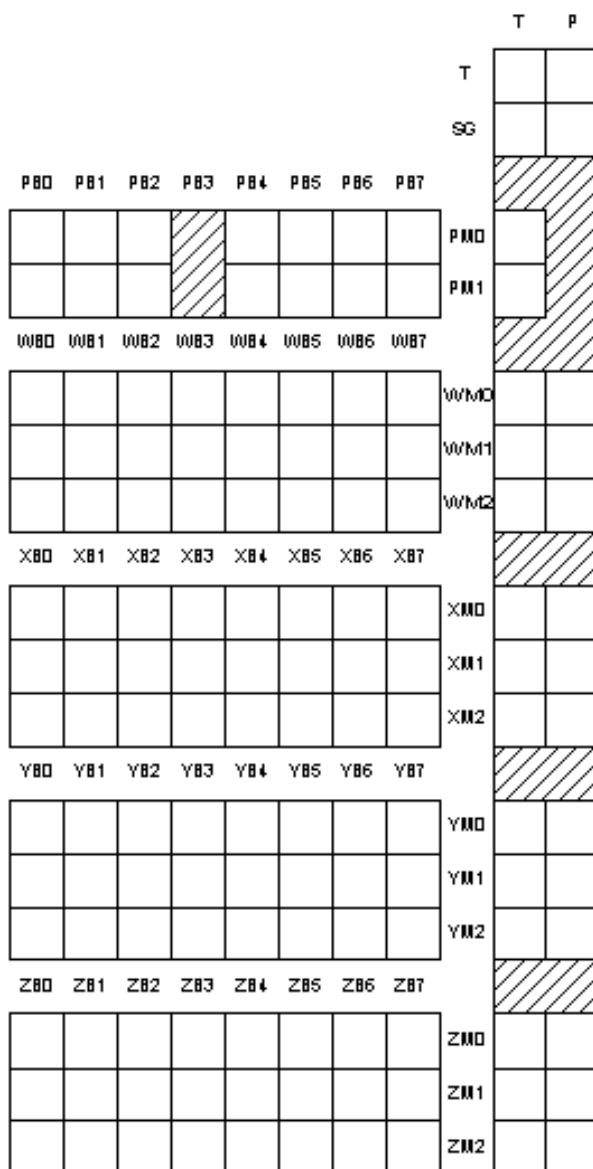 T P
T
SG
PB0 PB1 PB2 PB3 PB4 PB5 PB6 PB7
PM0
PM1
WB0 WB1 WB2 WB3 WB4 WB5 WB6 WB7
WM0
WM1
WM2
XB0 XB1 XB2 XB3 XB4 XB5 XB6 XB7
XM0
XM1
XM2
YB0 YB1 YB2 YB3 YB4 YB5 YB6 YB7
YM0
YM1
YM2
ZB0 ZB1 ZB2 ZB3 ZB4 ZB5 ZB6 ZB7
ZM0
ZM1
ZM2